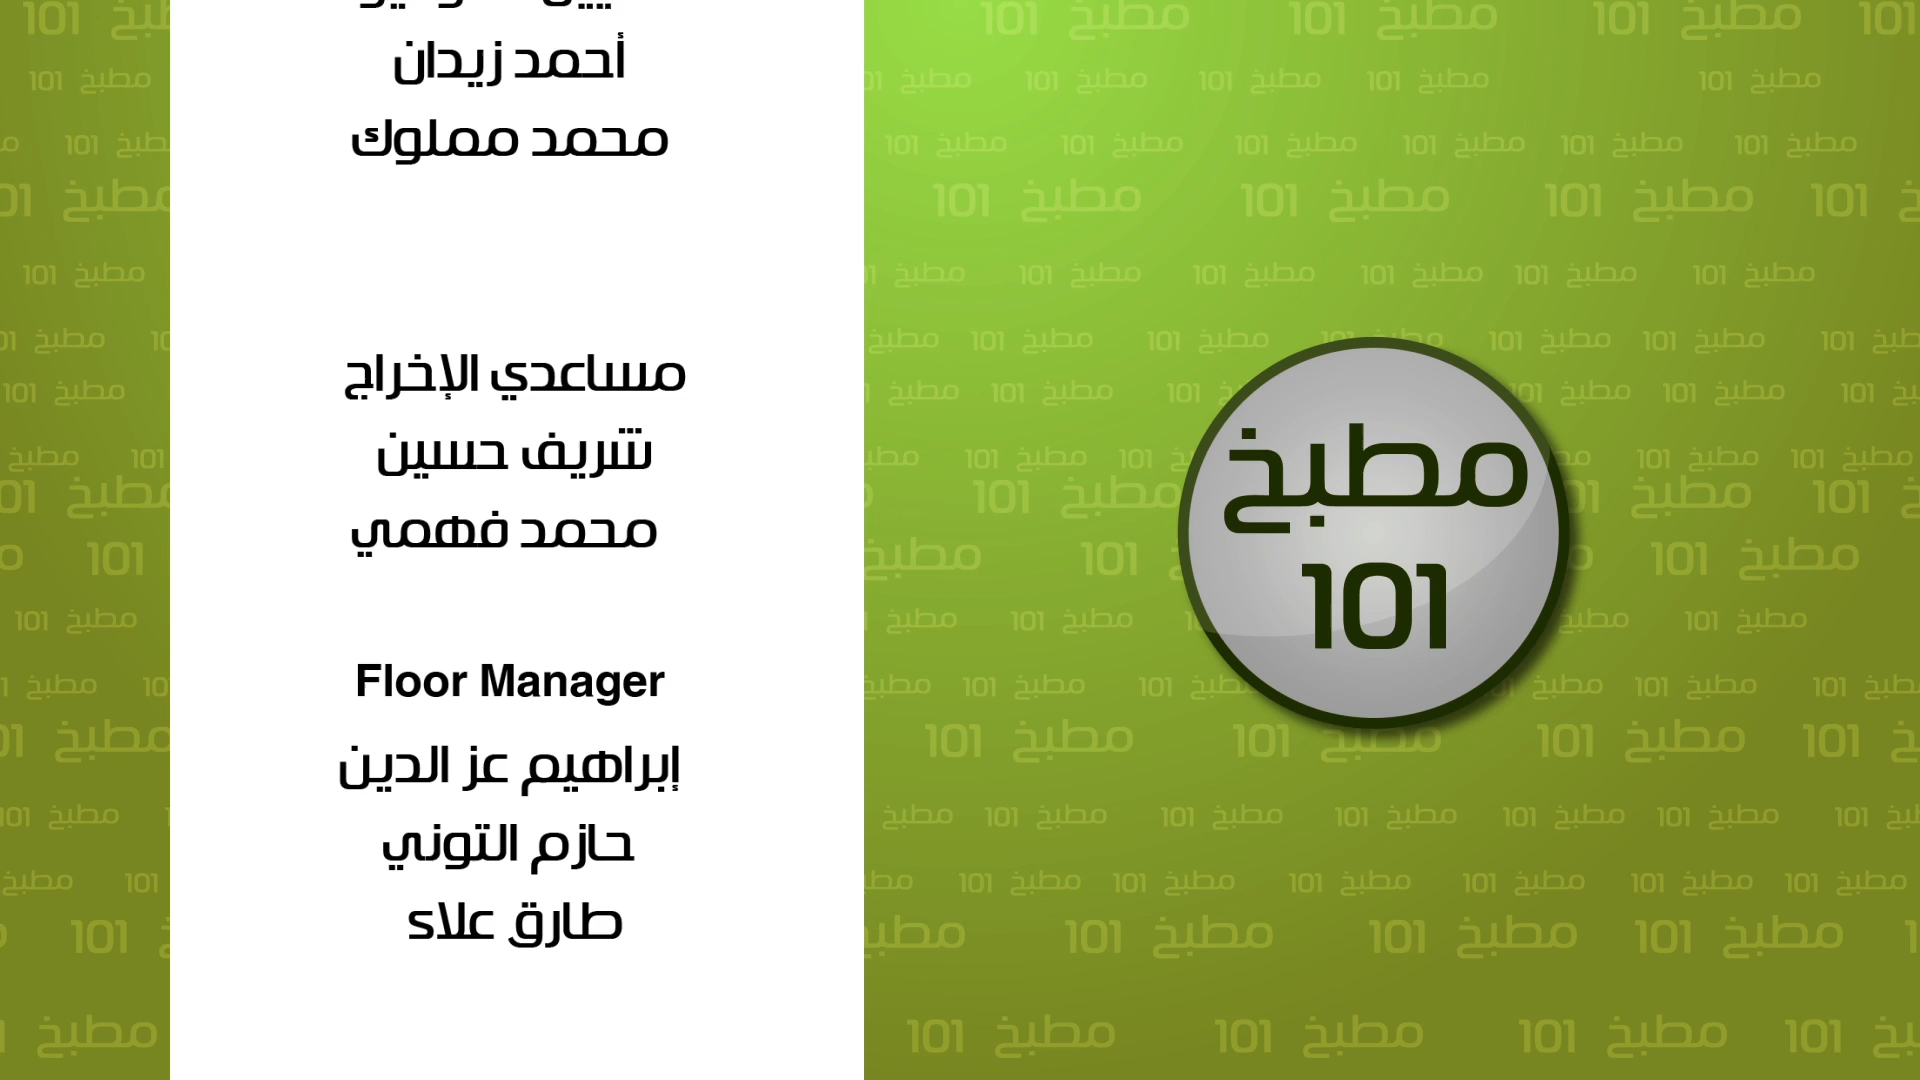 أحمد زيدان
محمد مملوك
مساعدي الإخراج
شريف حسين
محمد فهمي
Floor Manager
إبراهيم عز الدين
حازم التوني
طارق علاء
مطبخ
101